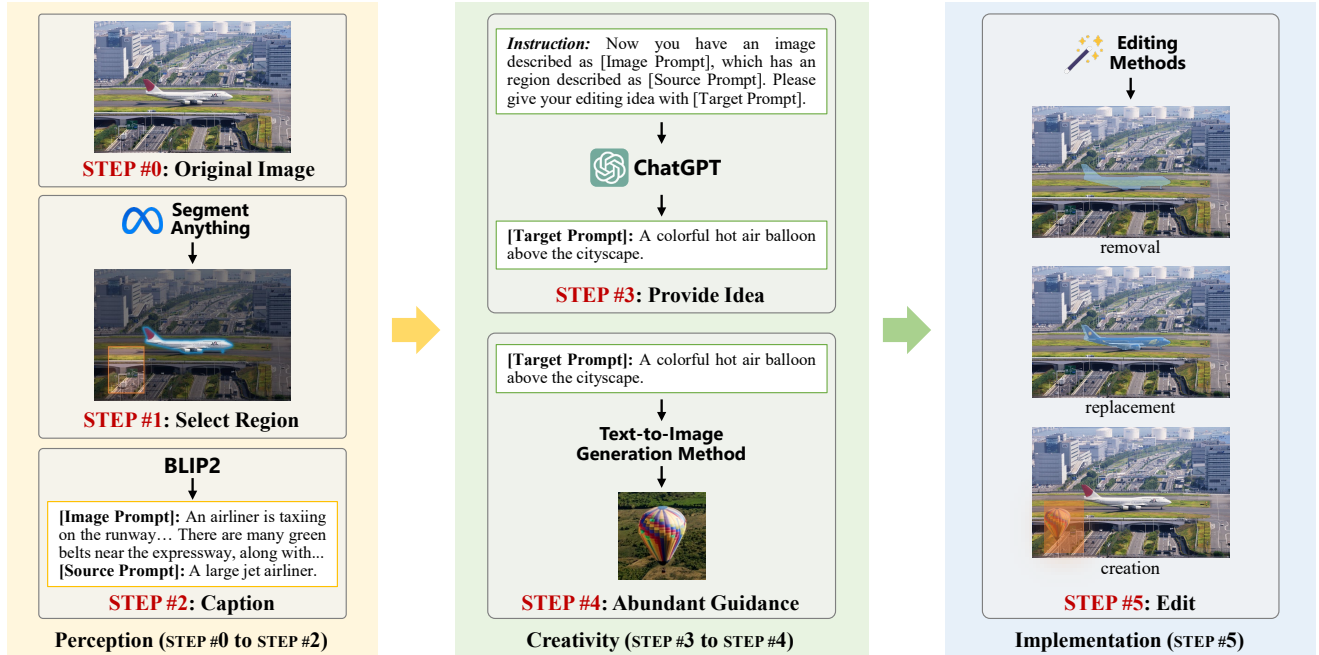 STEP #0: Original Image
Segment
Anything
STEP #1: Select Region
BLIP2
[Image Prompt]: An airliner is taxiing
on the runway… There are many green
belts near the expressway, along with...
[Source Prompt]: A large jet airliner.
STEP #2: Caption
Perception (STEP #0 to STEP #2)
Instruction: Now you have an image
described as [Image Prompt], which has an
region described as [Source Prompt]. Please
give your editing idea with [Target Prompt].
ChatGPT
[Target Prompt]: A colorful hot air balloon
above the cityscape.
STEP #3: Provide Idea
[Target Prompt]: A colorful hot air balloon
above the cityscape.
Text-to-Image
Generation Method
STEP #4: Abundant Guidance
Creativity (STEP #3 to STEP #4)
Editing
Methods
removal
replacement
creation
STEP #5: Edit
Implementation (STEP #5)